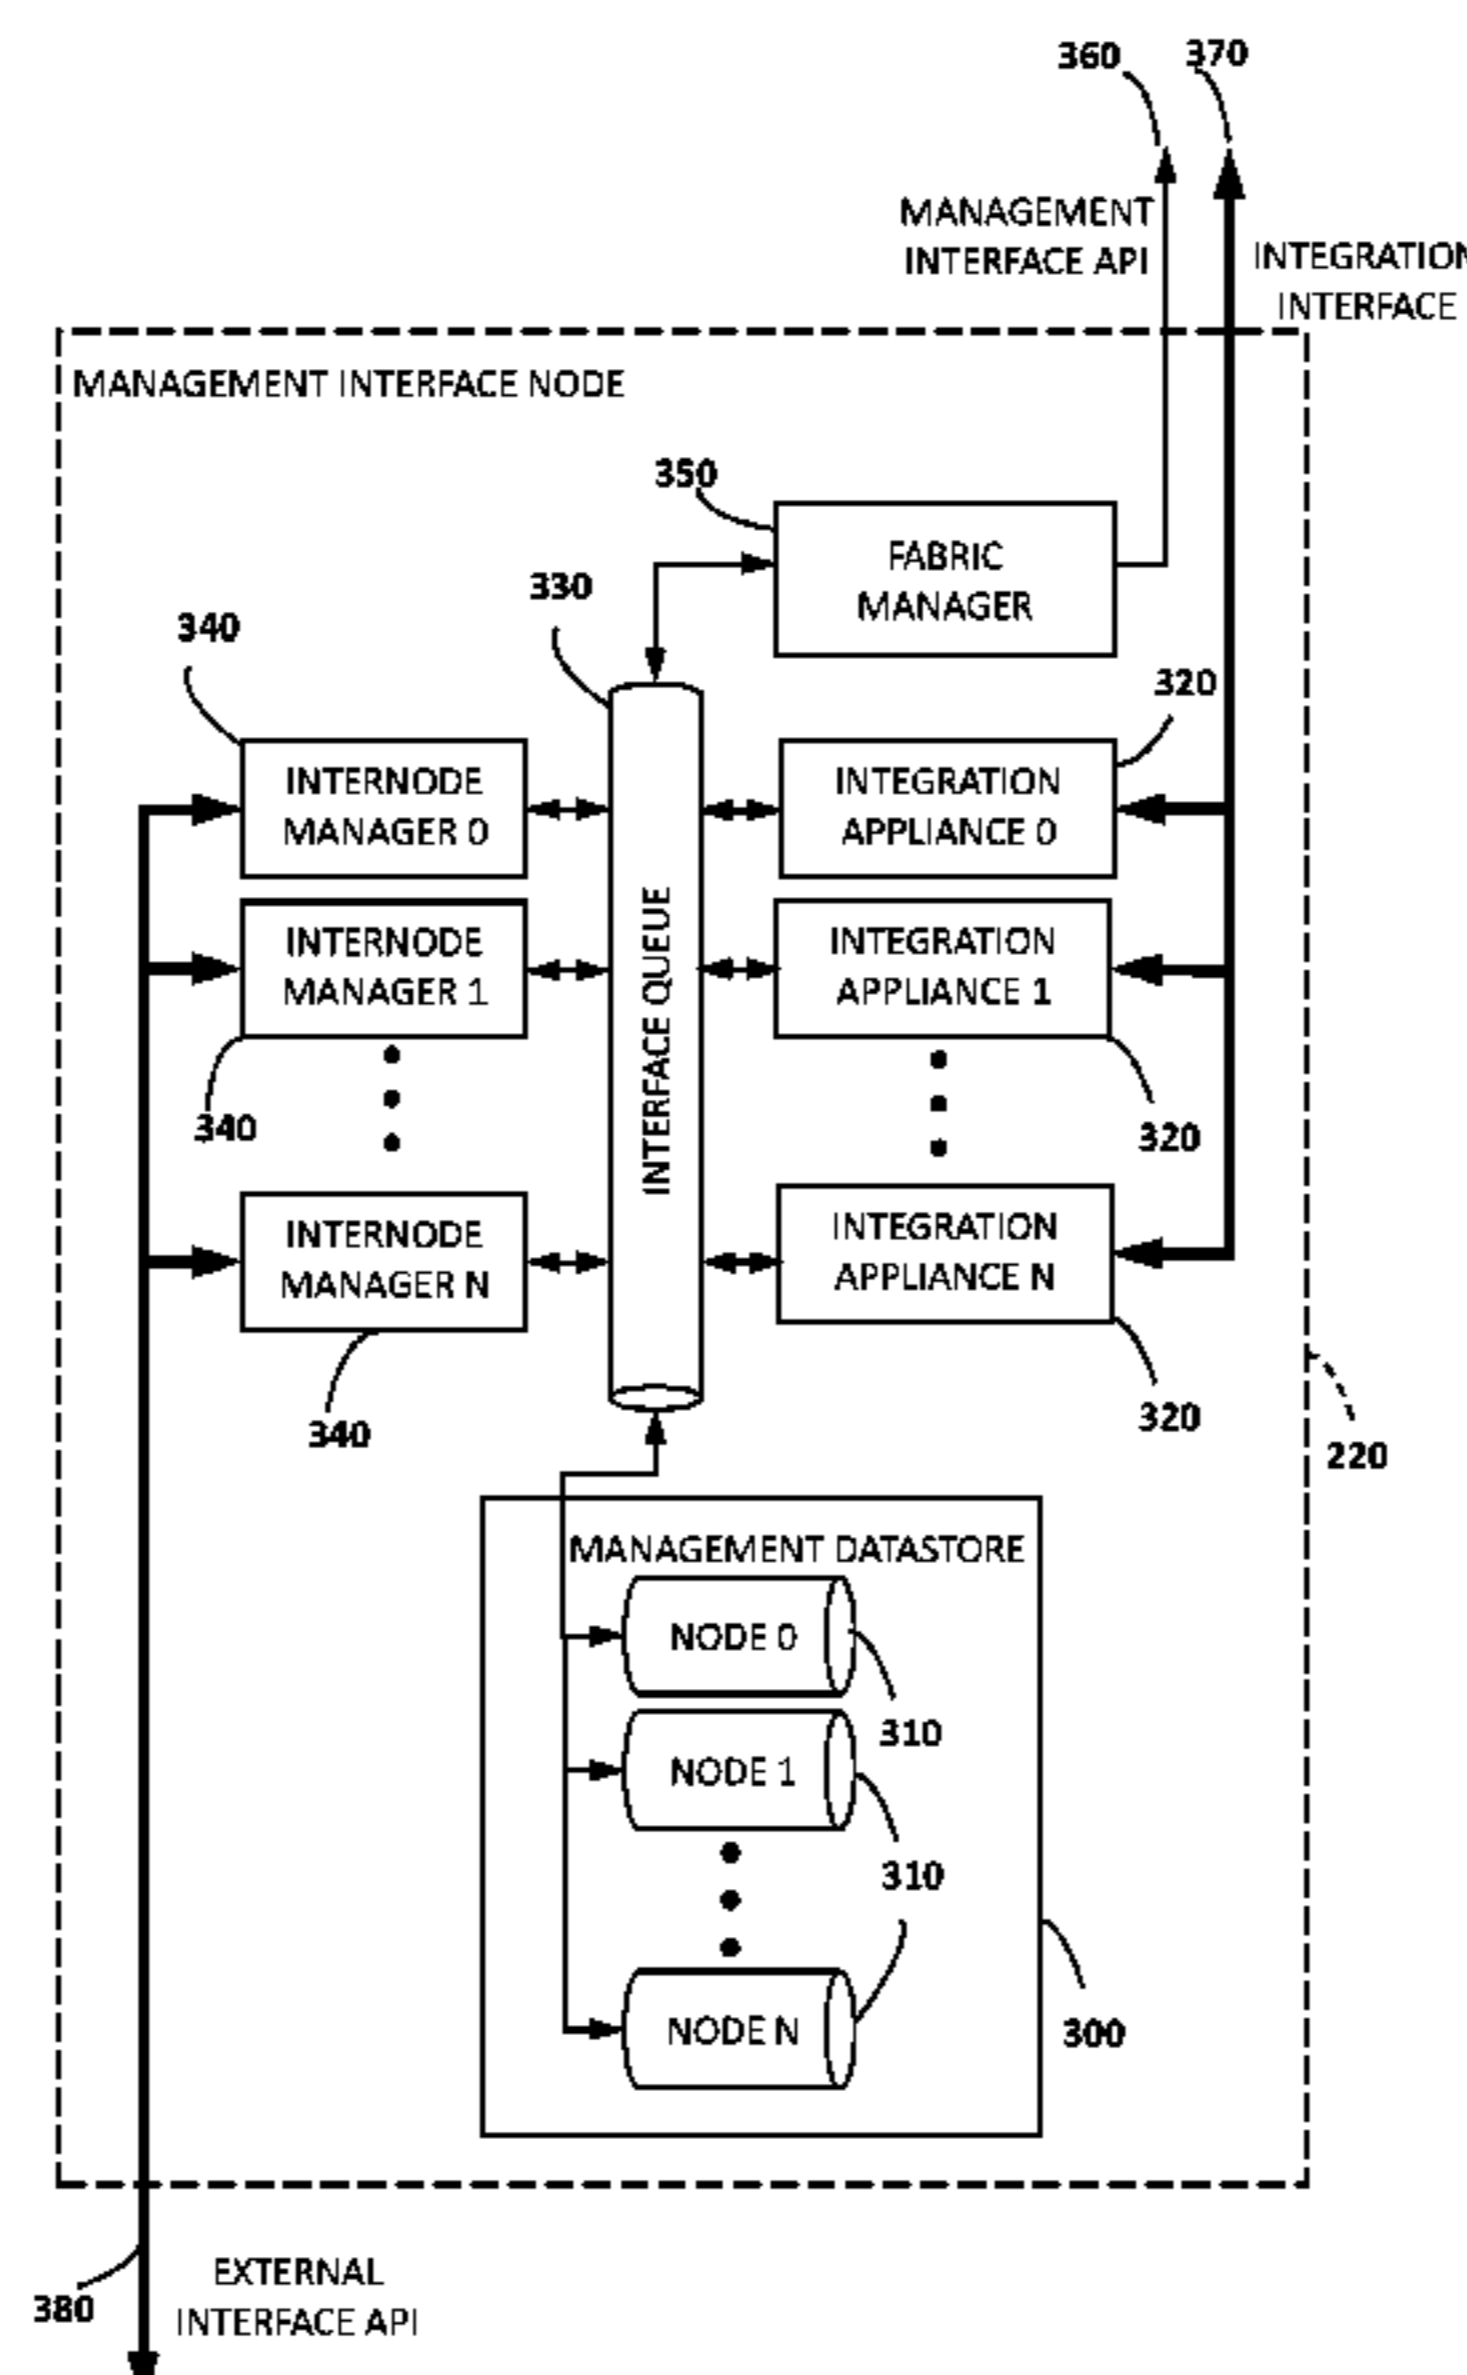 360 370
MANAGEMENT
INTERFACE API
INTEGRATION
INTERFACE
MANAGEMENT INTERFACE NODE
350
FABRIC
MANAGER
330
340
320
INTERNODE
MANAGER 0
INTEGRATION
APPLIANCE 0
INTERNODE
MANAGER 1
INTEGRATION
APPLIANCE 1
INTERFACE QUEUE
340
320
INTERNODE
MANAGER N
INTEGRATION
APPLIANCE N
340
320
220
MANAGEMENT DATASTORE
NODE 0
310
NODE 1
310
NODE N
300
EXTERNAL
INTERFACE API
380